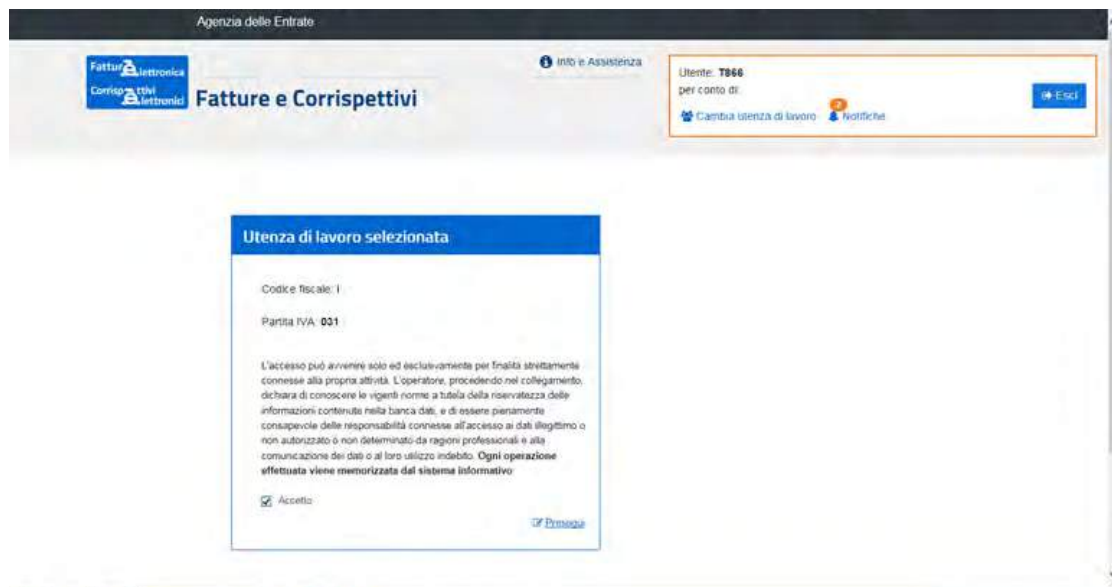 Agenzia delle Entrate
Fattura Elettronica
Corrispettivi Elettronici
Fatture e Corrispettivi
Info e Assistenza
Utente: T866
per conto di:
Cambia utenza di lavoro
Notifiche
Esci
Utenza di lavoro selezionata
Codice fiscale: I
Partita IVA: 031
L'accesso può avvenire solo ed esclusivamente per finalità strettamente
connesse alla propria attività. L'operatore, procedendo nel collegamento,
dichiara di conoscere le vigenti norme a tutela della riservatezza delle
informazioni contenute nella banca dati, e di essere pienamente
consapevole delle responsabilità connesse all'accesso ai dati illegittimo o
non autorizzato o non determinato da ragioni professionali e alla
comunicazione dei dati o al loro utilizzo indebito. Ogni operazione
effettuata viene memorizzata dal sistema informativo
Accetto
Prosegui